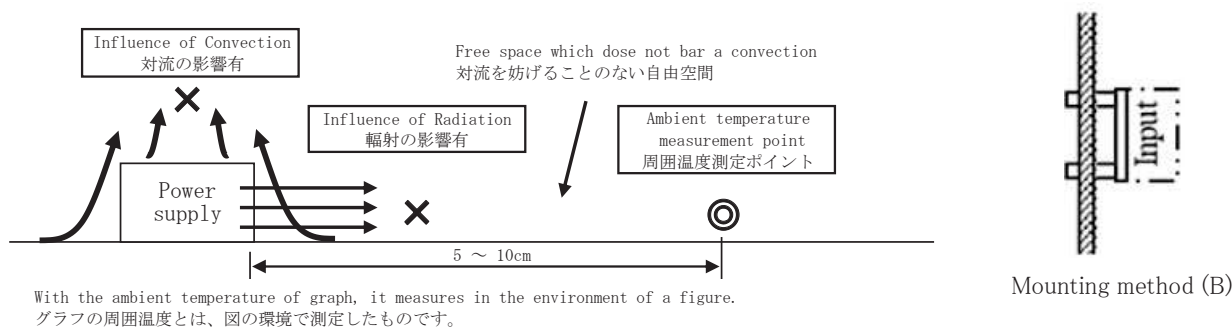 Influence of Convection
対流の影響有
Free space which dose not bar a convection
対流を妨げることのない自由空間
Influence of Radiation
輻射の影響有
Ambient temperature
measurement point
周囲温度測定ポイント
Power
supply
5 ～ 10cm
With the ambient temperature of graph, it measures in the environment of a figure.
グラフの周囲温度とは、図の環境で測定したものです。
Input
Mounting method (B)